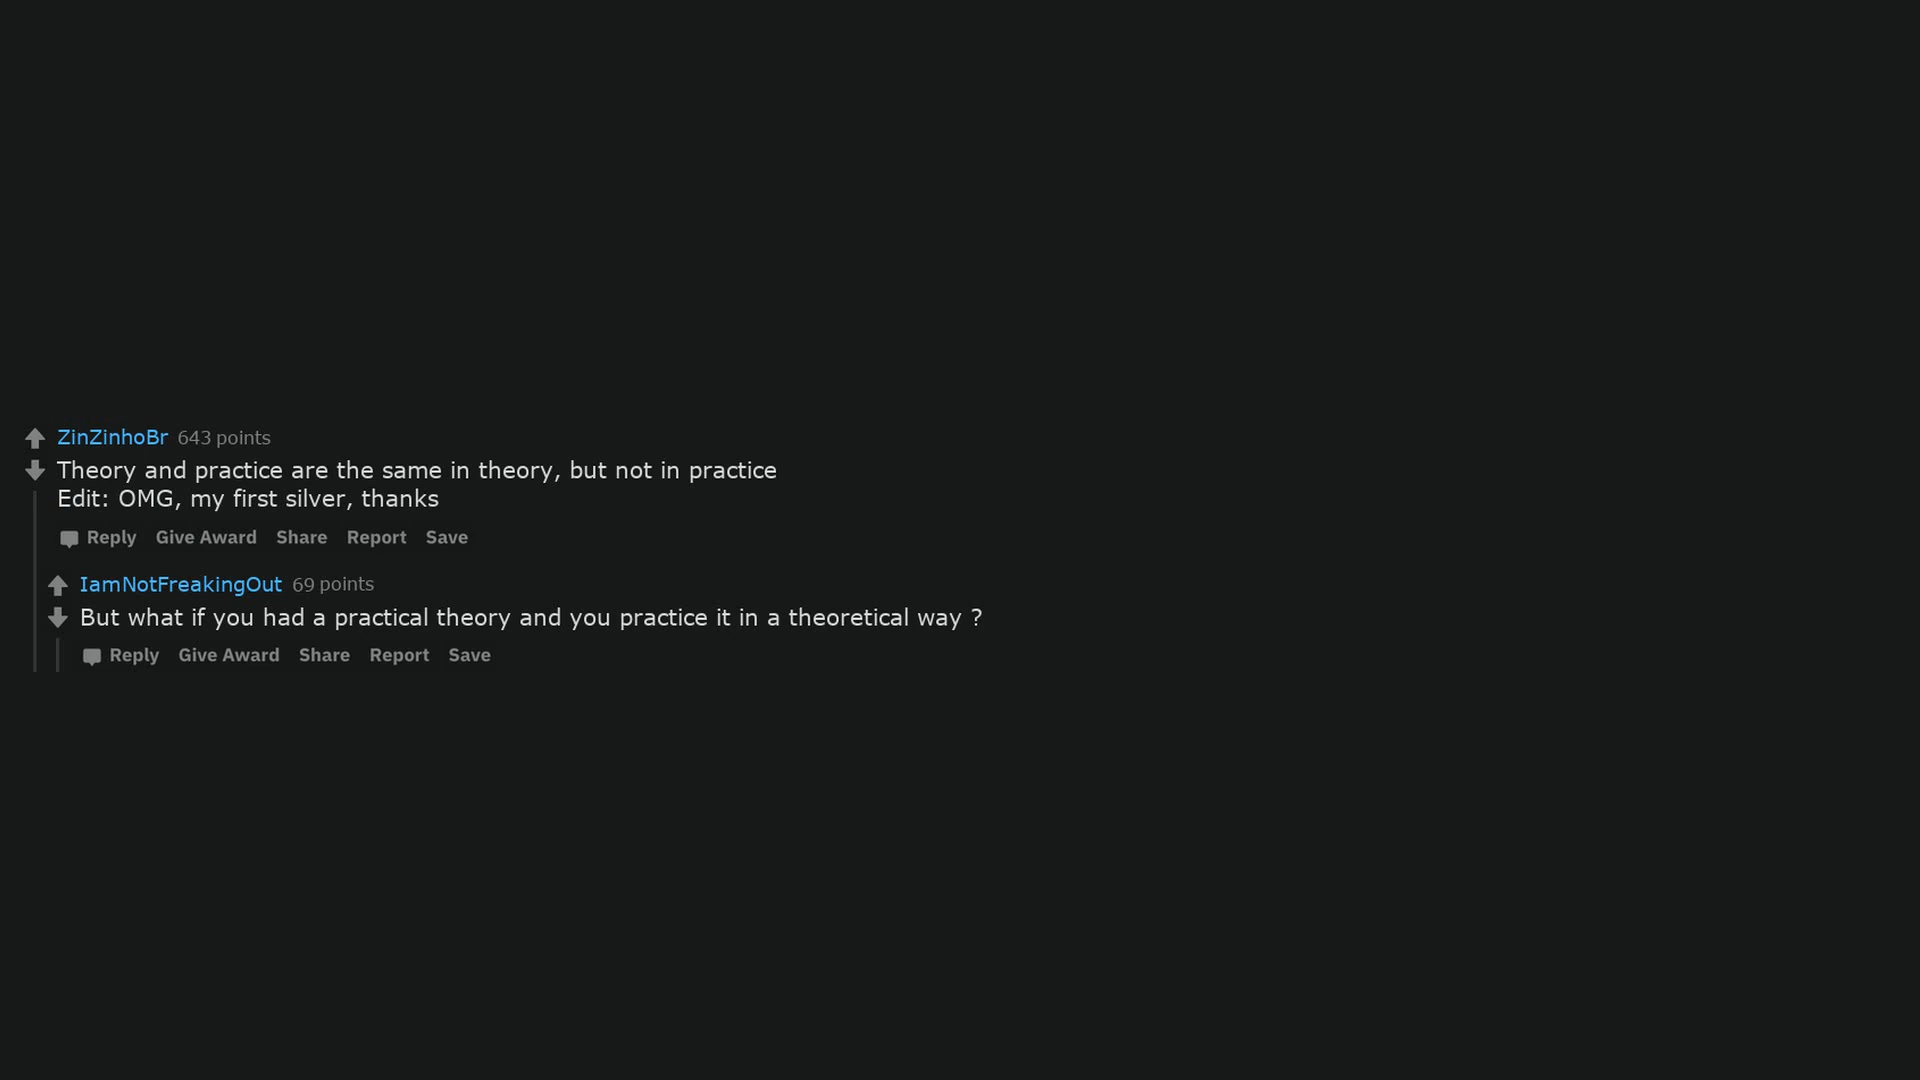 ZinZinhoBr 643 points
Theory and practice are the same in theory, but not in practice
Edit: OMG, my first silver, thanks
Reply Give Award Share Report Save
IamNotFreakingOut 69 points
But what if you had a practical theory and you practice it in a theoretical way ?
Reply Give Award Share Report Save